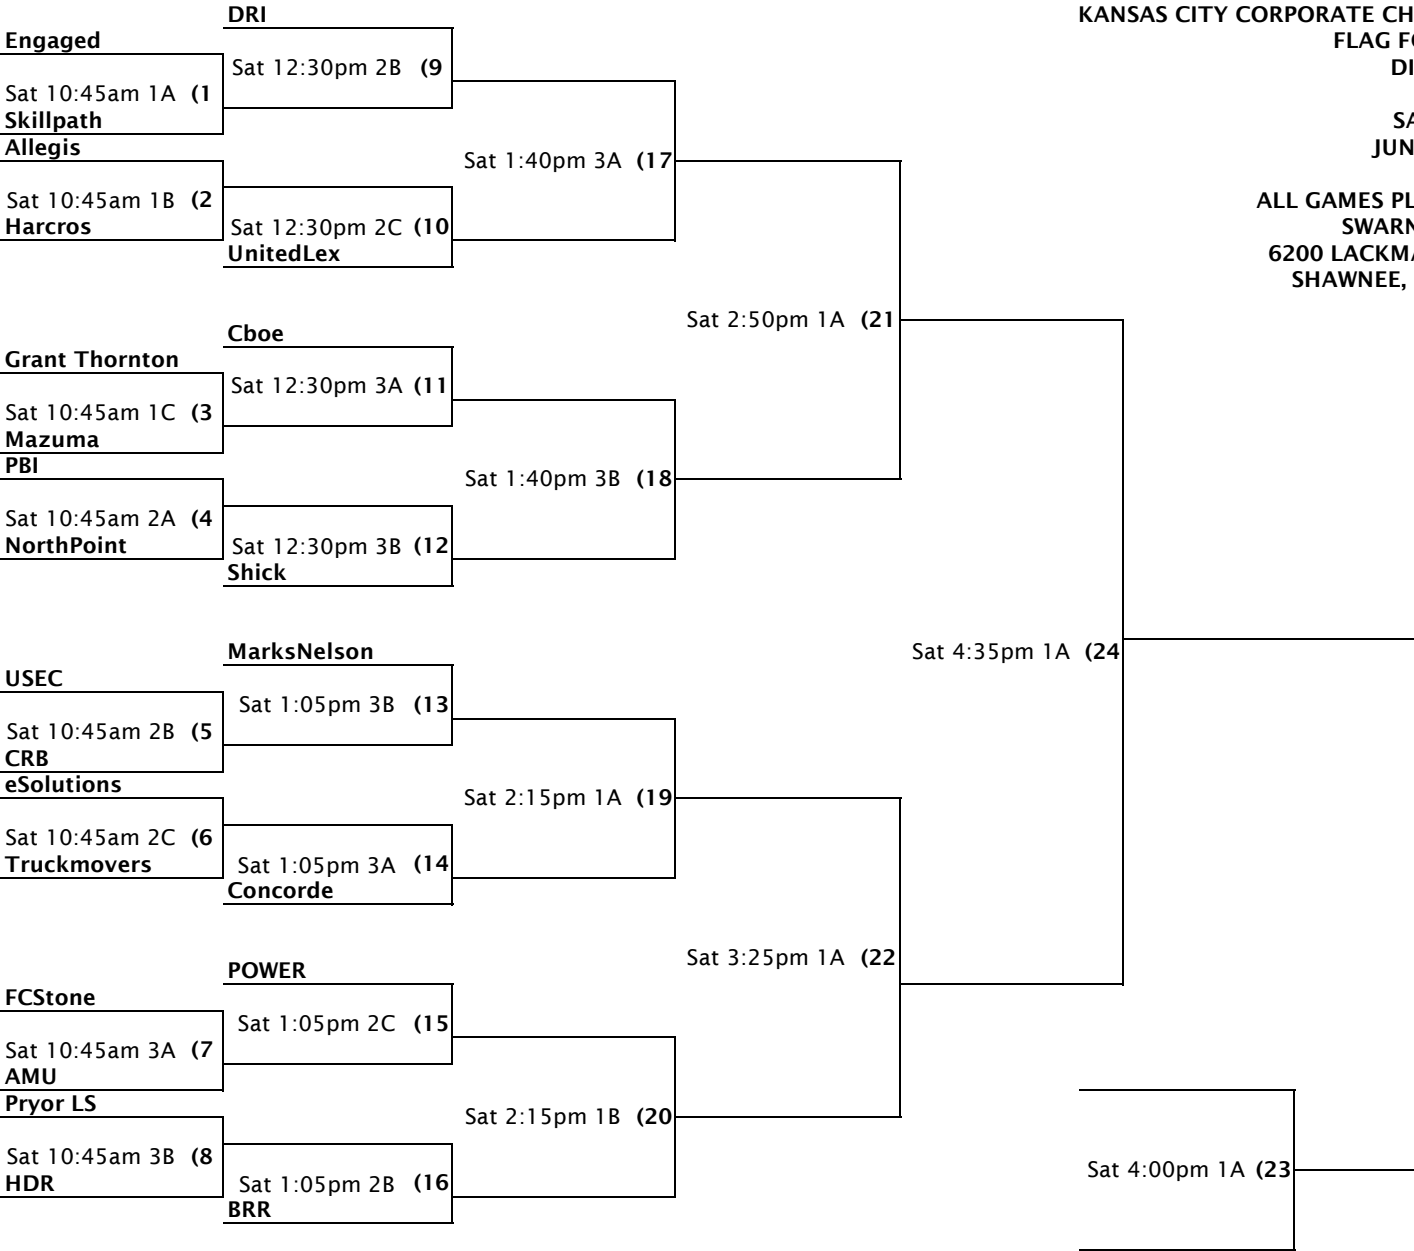 DRI
KANSAS CITY CORPORATE CH
Engaged
FLAG F
Sat 12:30pm 2B (9
DI
Sat 10:45am 1A (1
Skillpath
SA
Allegis
JUN
Sat 1:40pm 3A (17
Sat 10:45am 1B (2
ALL GAMES PL
Harcros
Sat 12:30pm 2C (10
SWARN
UnitedLex
6200 LACKMA
SHAWNEE,
Sat 2:50pm 1A (21
Cboe
Grant Thornton
Sat 12:30pm 3A (11
Sat 10:45am 1C (3
Mazuma
PBI
Sat 1:40pm 3B (18
Sat 10:45am 2A (4
NorthPoint
Sat 12:30pm 3B (12
Shick
MarksNelson
Sat 4:35pm 1A (24
USEC
Sat 1:05pm 3B (13
Sat 10:45am 2B (5
CRB
eSolutions
Sat 2:15pm 1A (19
Sat 10:45am 2C (6
Truckmovers
Sat 1:05pm 3A (14
Concorde
Sat 3:25pm 1A (22
POWER
FCStone
Sat 1:05pm 2C (15
Sat 10:45am 3A (7
AMU
Pryor LS
Sat 2:15pm 1B (20
Sat 10:45am 3B (8
Sat 4:00pm 1A (23
HDR
Sat 1:05pm 2B (16
BRR